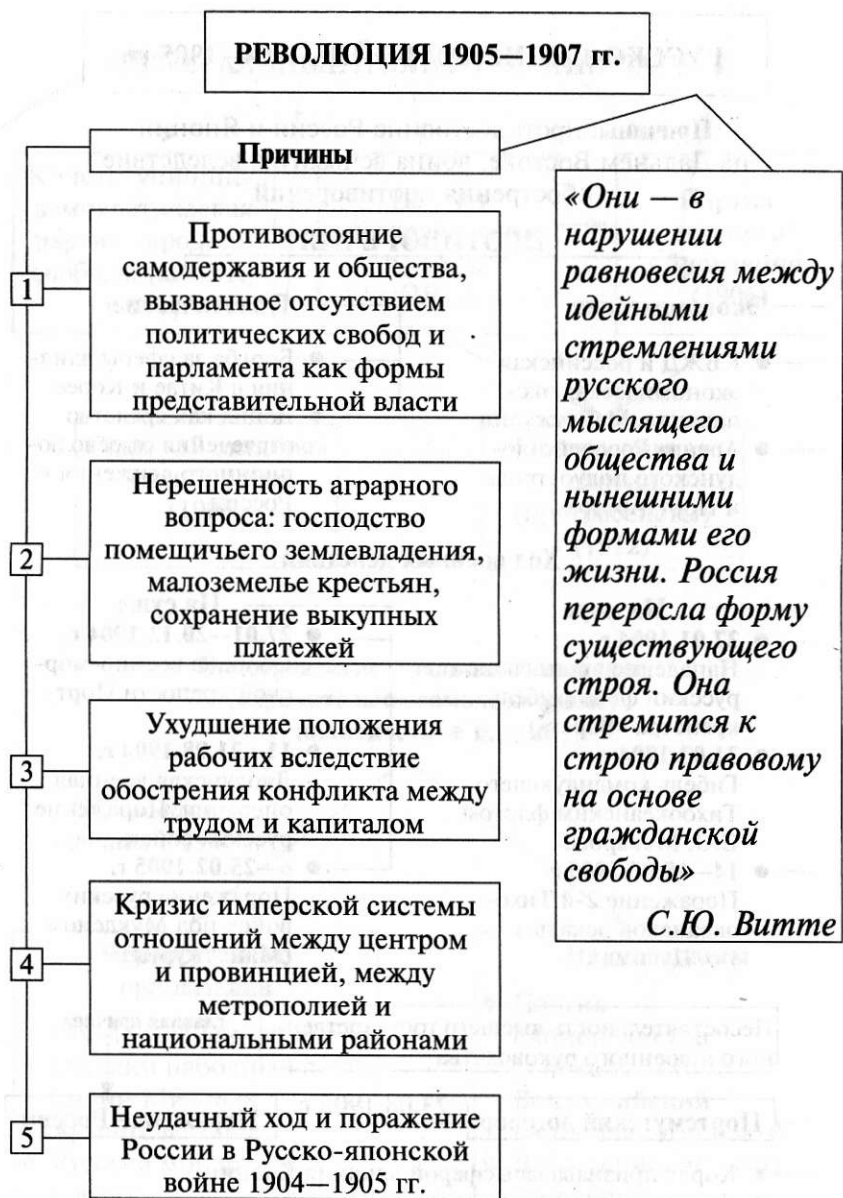 РЕВОЛЮЦИЯ 1905—1907 гг.
Причины
1
Противостояние
самодержавия и общества,
вызванное отсутствием
политических свобод и
парламента как формы
представительной власти
2
Нерешенность аграрного
вопроса: господство
помещичьего землевладения,
малоземелье крестьян,
сохранение выкупных
платежей
3
Ухудшение положения
рабочих вследствие
обострения конфликта между
трудом и капиталом
4
Кризис имперской системы
отношений между центром
и провинцией, между
метрополией и
национальными районами
5
Неудачный ход и поражение
России в Русско-японской
войне 1904—1905 гг.
«Они — в
нарушении
равновесия между
идейными
стремлениями
русского
мыслящего
общества и
нынешними
формами его
жизни. Россия
переросла форму
существующего
строя. Она
стремится к
строю правовому
на основе
гражданской
свободы»
С.Ю. Витте